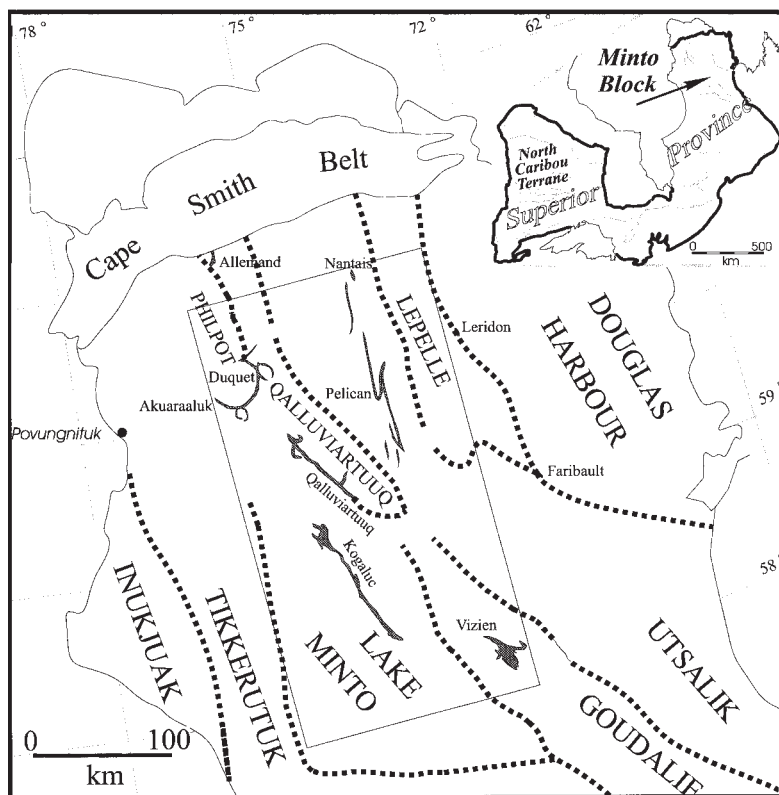 78°
75°
72°
62°
70°
Minto
Block
North
Caribou
Terrane
Superior
Province
0 500
km
Cape Smith Belt
Allemand
Nantais
PHILPOT
LEPELLE
Leridon
DOUGLAS
HARBOUR
59°
Duquet
QALLUVIARTUUQ
Akuaraaluk
Pelican
Povungnituk
Qalluviartuuq
Faribault
58°
Kogaluc
INUKJUAK
TIKKERUTUK
LAKE
MINTO
Vizien
UTSALIK
GOUDALIE
0 100
km